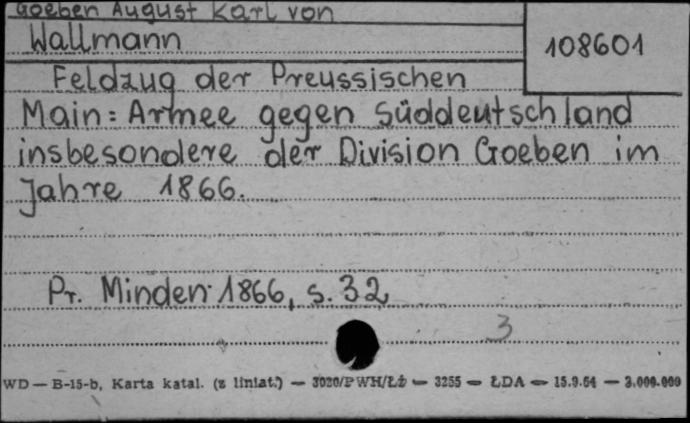 Goeben August Karl von
Wallmann
108601
Feldzug der Preussischen
Main= Armee gegen Süddeutschland
insbesondere der Division Goeben im
Jahre 1866.
Pr. Minden 1866, s. 32
3
WD — B-15-b, Karta katal. (z liniat.) — 3020/PWH/Łż — 3255 — ŁDA — 15.9.64 — 3.000.000